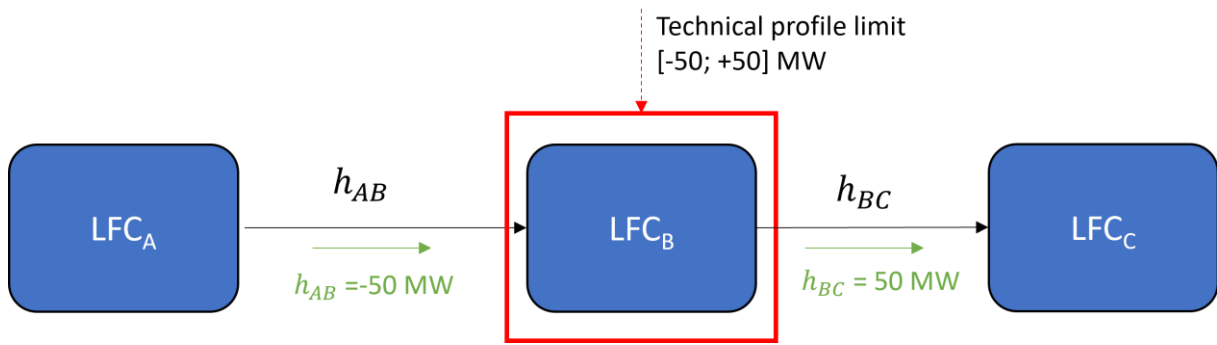 Technical profile limit
[-50; +50] MW
LFC_A
h_AB
h_AB =-50 MW
LFC_B
h_BC
h_BC = 50 MW
LFC_C